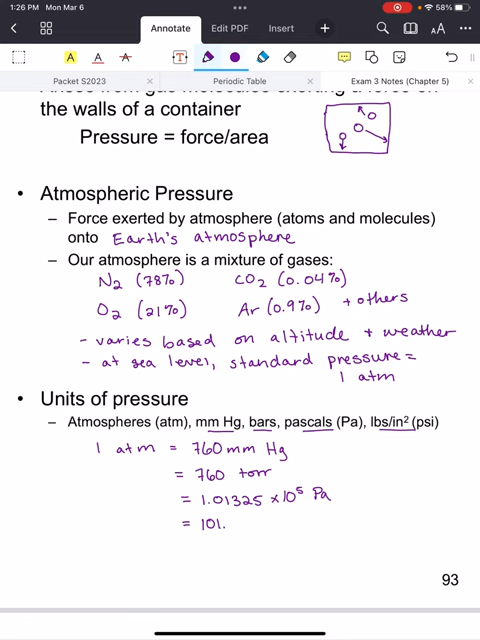 1:26 PM Mon Mar 6
58%
Annotate Edit PDF Insert
Packet S2023 Periodic Table Exam 3 Notes (Chapter 5)
the walls of a container
Pressure = force/area
• Atmospheric Pressure
– Force exerted by atmosphere (atoms and molecules)
onto Earth's atmosphere
– Our atmosphere is a mixture of gases:
N₂ (78%) CO₂ (0.04%)
O₂ (21%) Ar (0.9%) + others
- varies based on altitude + weather
- at sea level, standard pressure =
1 atm
• Units of pressure
– Atmospheres (atm), mm Hg, bars, pascals (Pa), lbs/in² (psi)
1 atm = 760 mm Hg
= 760 torr
= 1.01325 × 10⁵ Pa
= 101.
93